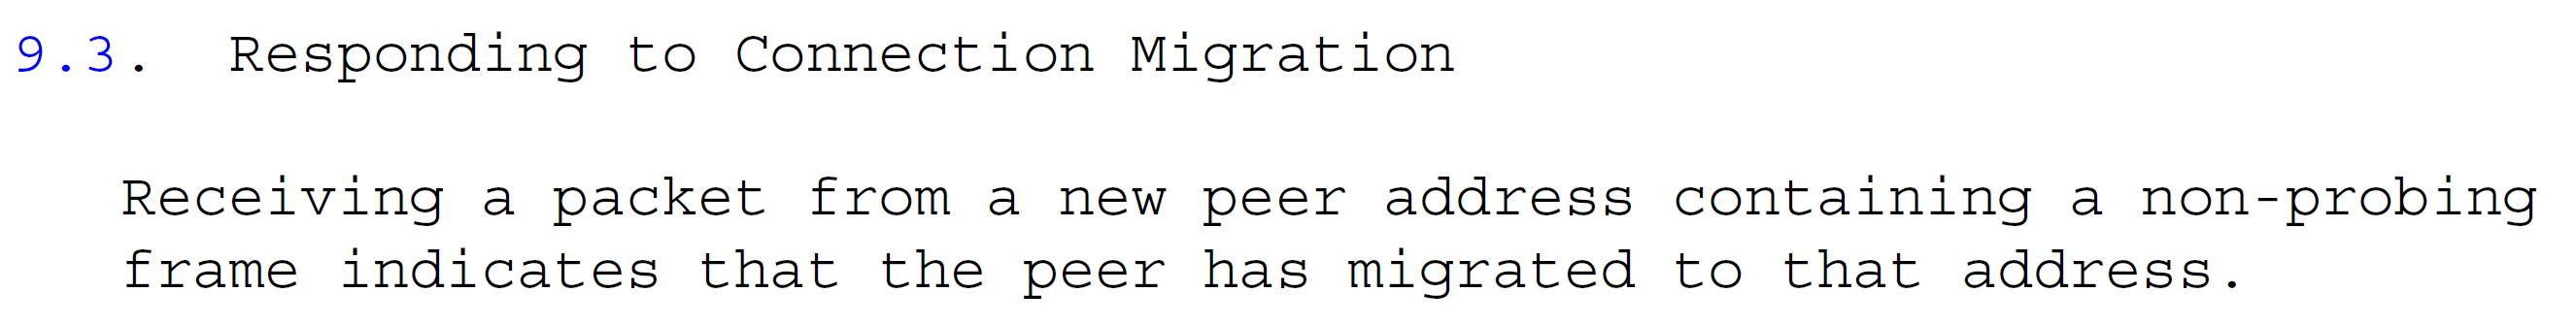 9.3.  Responding to Connection Migration
Receiving a packet from a new peer address containing a non-probing
frame indicates that the peer has migrated to that address.